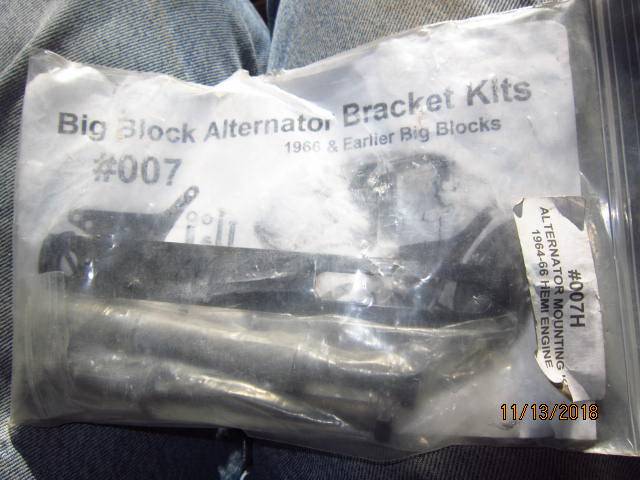 Big Block Alternator Bracket Kits
1966 & Earlier Big Blocks
#007
#007H
ALTERNATOR MOUNTING
1964-66 HEMI ENGINE
11/13/2018